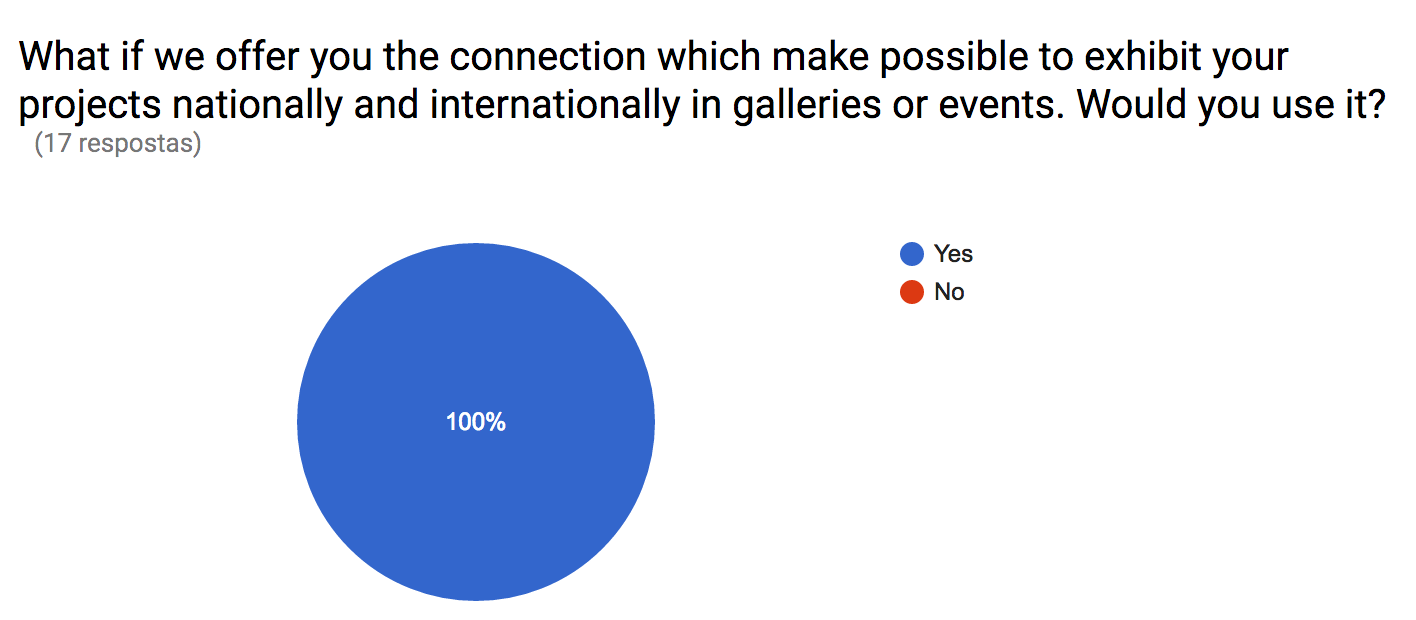 What if we offer you the connection which make possible to exhibit your
projects nationally and internationally in galleries or events. Would you use it?
(17 respostas)
Yes
No
100%